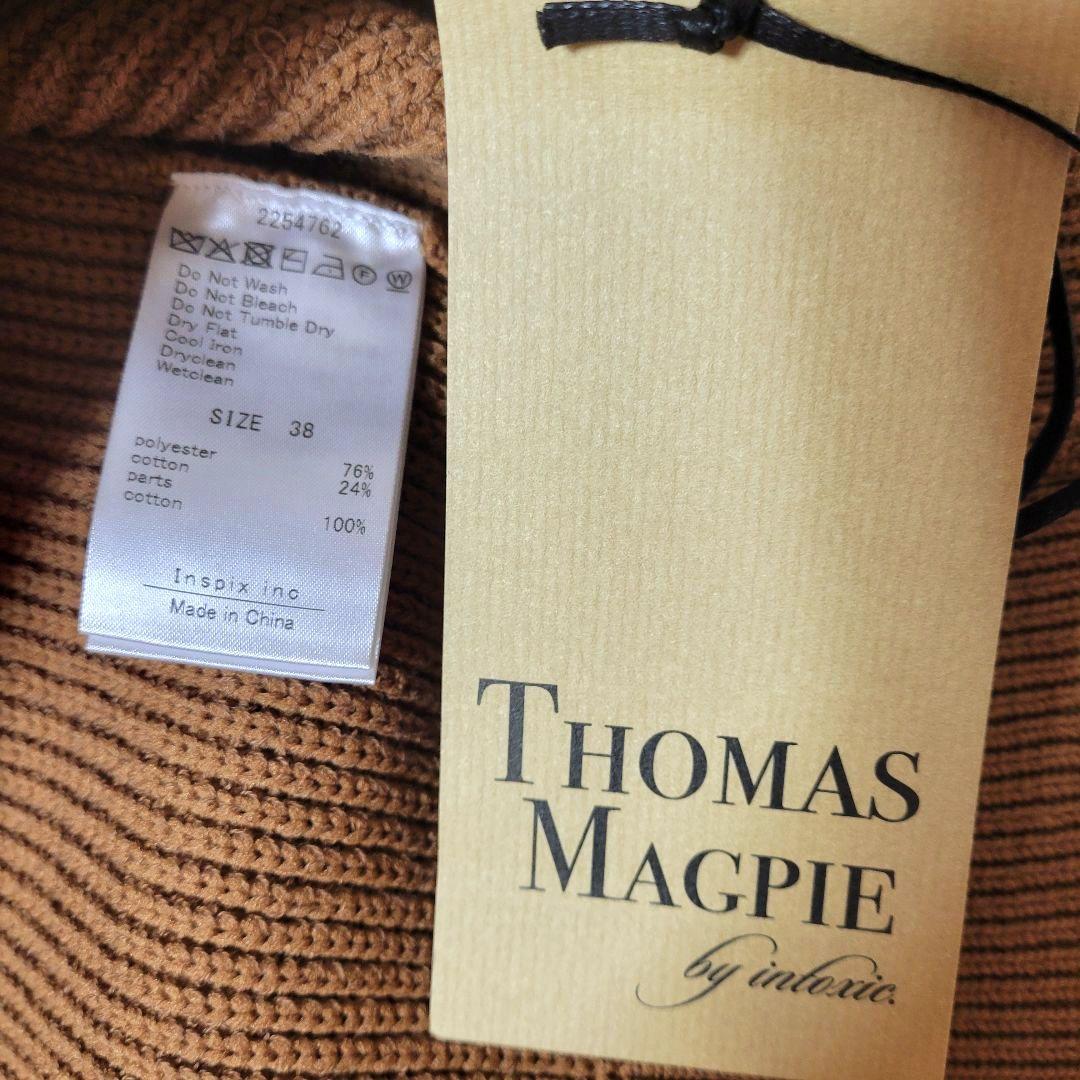 2254762
F W
Do Not Wash
Do Not Bleach
Do Not Tumble Dry
Dry Flat
Cool Iron
Dryclean
Wetclean
SIZE 38
polyester 76%
cotton 24%
parts
cotton 100%
Inspix inc
Made in China
THOMAS
MAGPIE
by intoxic.